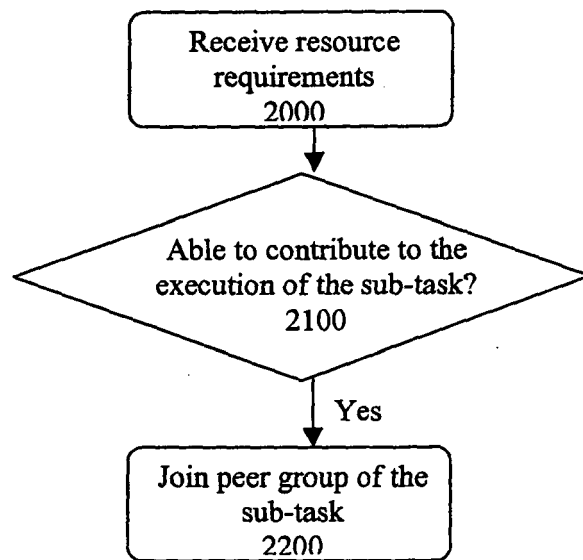 Receive resource
requirements
2000
Able to contribute to the
execution of the sub-task?
2100
Yes
Join peer group of the
sub-task
2200